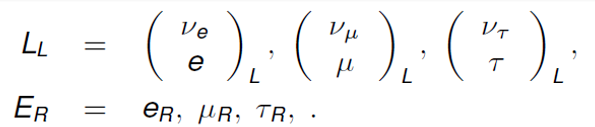 L_L = ( ν_e e )_L , ( ν_μ μ )_L , ( ν_τ τ )_L ,
E_R = e_R, μ_R, τ_R, .